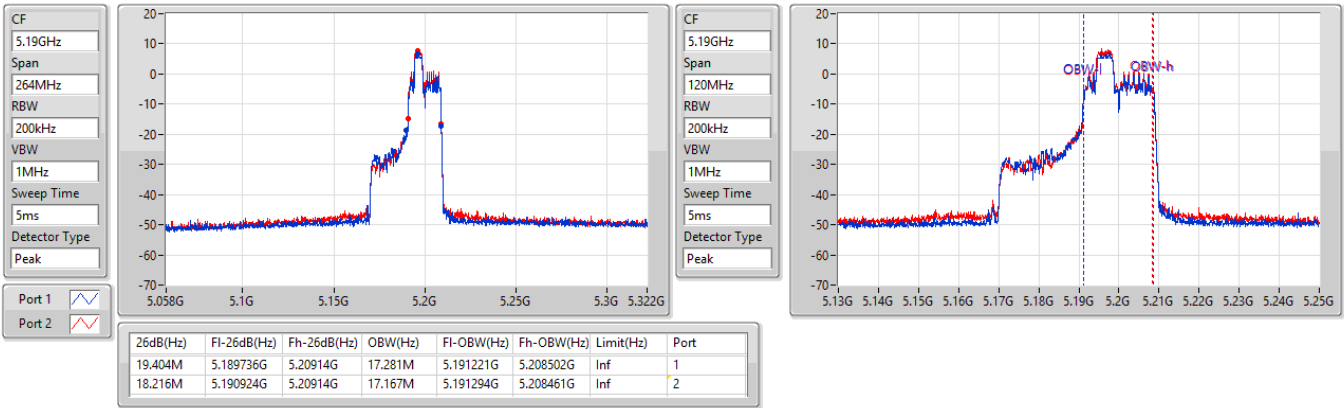 CF
5.19GHz
Span
264MHz
RBW
200kHz
VBW
1MHz
Sweep Time
5ms
Detector Type
Peak
Port 1
Port 2
20
10
0
-10
-20
-30
-40
-50
-60
-70
5.058G 5.1G 5.15G 5.2G 5.25G 5.3G 5.322G
CF
5.19GHz
Span
120MHz
RBW
200kHz
VBW
1MHz
Sweep Time
5ms
Detector Type
Peak
20
10
0
-10
-20
-30
-40
-50
-60
-70
OBW-l OBW-h
5.13G 5.14G 5.15G 5.16G 5.17G 5.18G 5.19G 5.2G 5.21G 5.22G 5.23G 5.24G 5.25G
26dB(Hz) Fl-26dB(Hz) Fh-26dB(Hz) OBW(Hz) Fl-OBW(Hz) Fh-OBW(Hz) Limit(Hz) Port
19.404M 5.189736G 5.20914G 17.281M 5.191221G 5.208502G Inf 1
18.216M 5.190924G 5.20914G 17.167M 5.191294G 5.208461G Inf 2